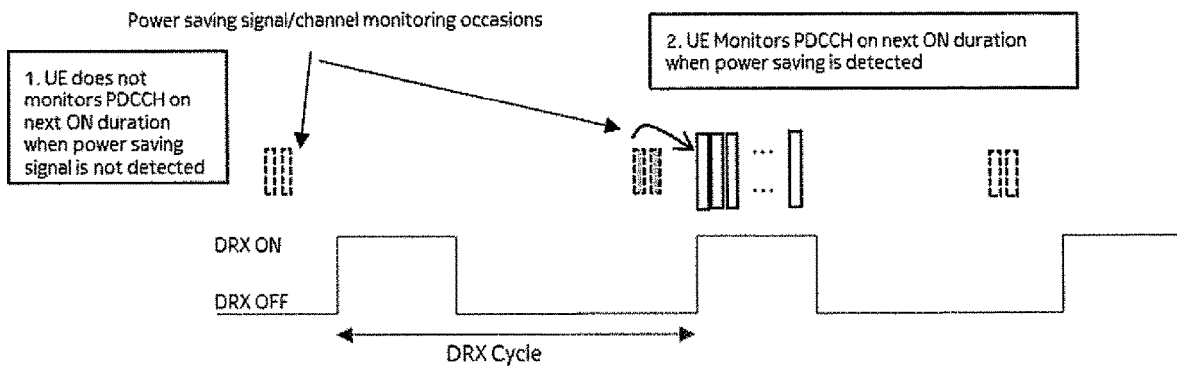 Power saving signal/channel monitoring occasions
1. UE does not
monitors PDCCH on
next ON duration
when power saving
signal is not detected
2. UE Monitors PDCCH on next ON duration
when power saving is detected
...
...
DRX ON
DRX OFF
DRX Cycle